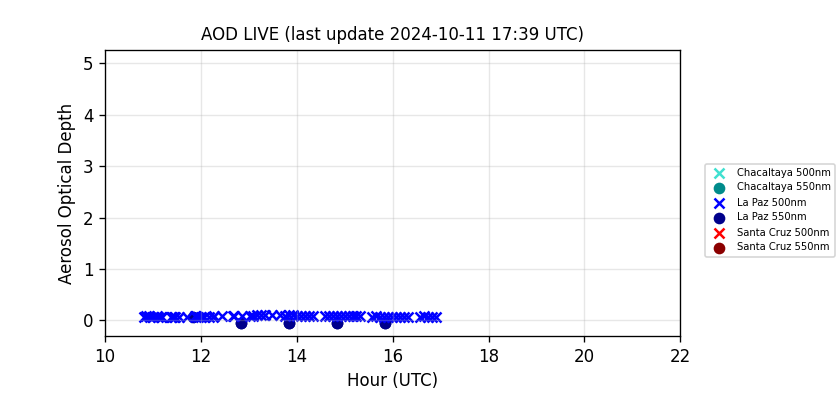 AOD LIVE (last update 2024-10-11 17:39 UTC)
5
4
3
2
1
0
Aerosol Optical Depth
10 12 14 16 18 20 22
Hour (UTC)
Chacaltaya 500nm
Chacaltaya 550nm
La Paz 500nm
La Paz 550nm
Santa Cruz 500nm
Santa Cruz 550nm